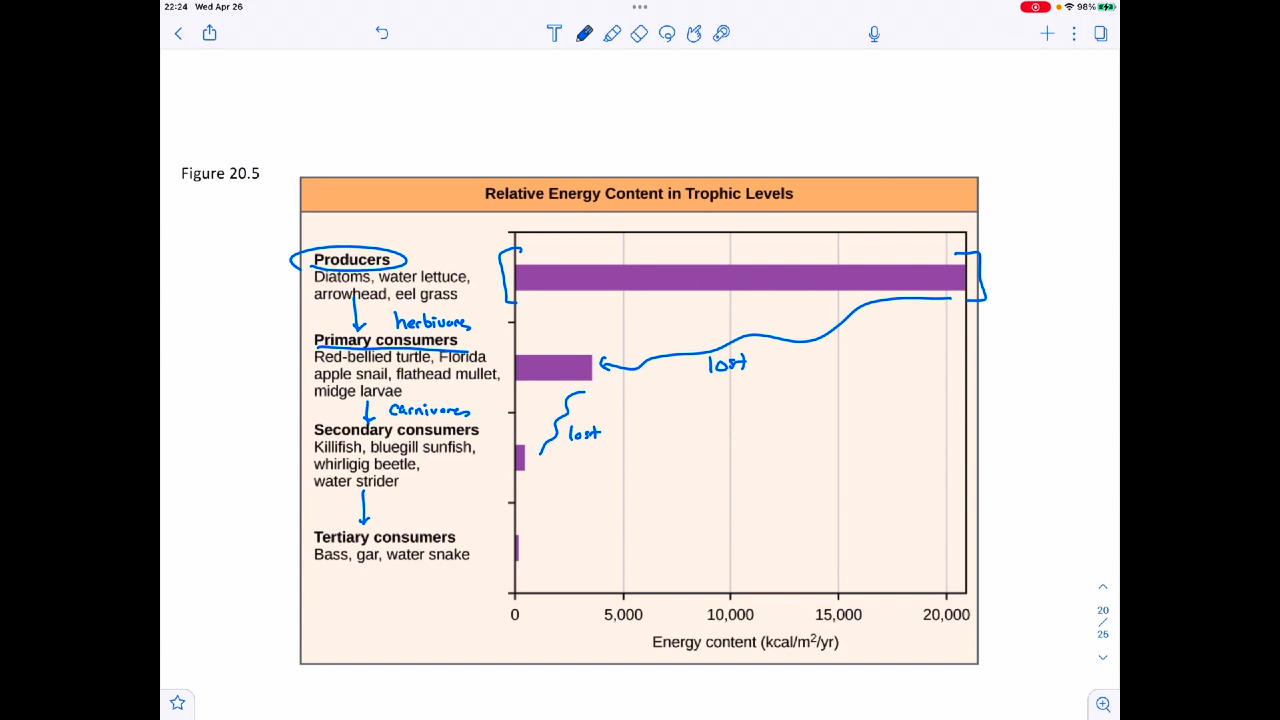 22:24 Wed Apr 26
98%
Figure 20.5
Relative Energy Content in Trophic Levels
Producers
Diatoms, water lettuce,
arrowhead, eel grass
herbivores
Primary consumers
Red-bellied turtle, Florida
apple snail, flathead mullet,
midge larvae
lost
carnivores
Secondary consumers
Killifish, bluegill sunfish,
whirligig beetle,
water strider
lost
Tertiary consumers
Bass, gar, water snake
0 5,000 10,000 15,000 20,000
Energy content (kcal/m²/yr)
20
/
25